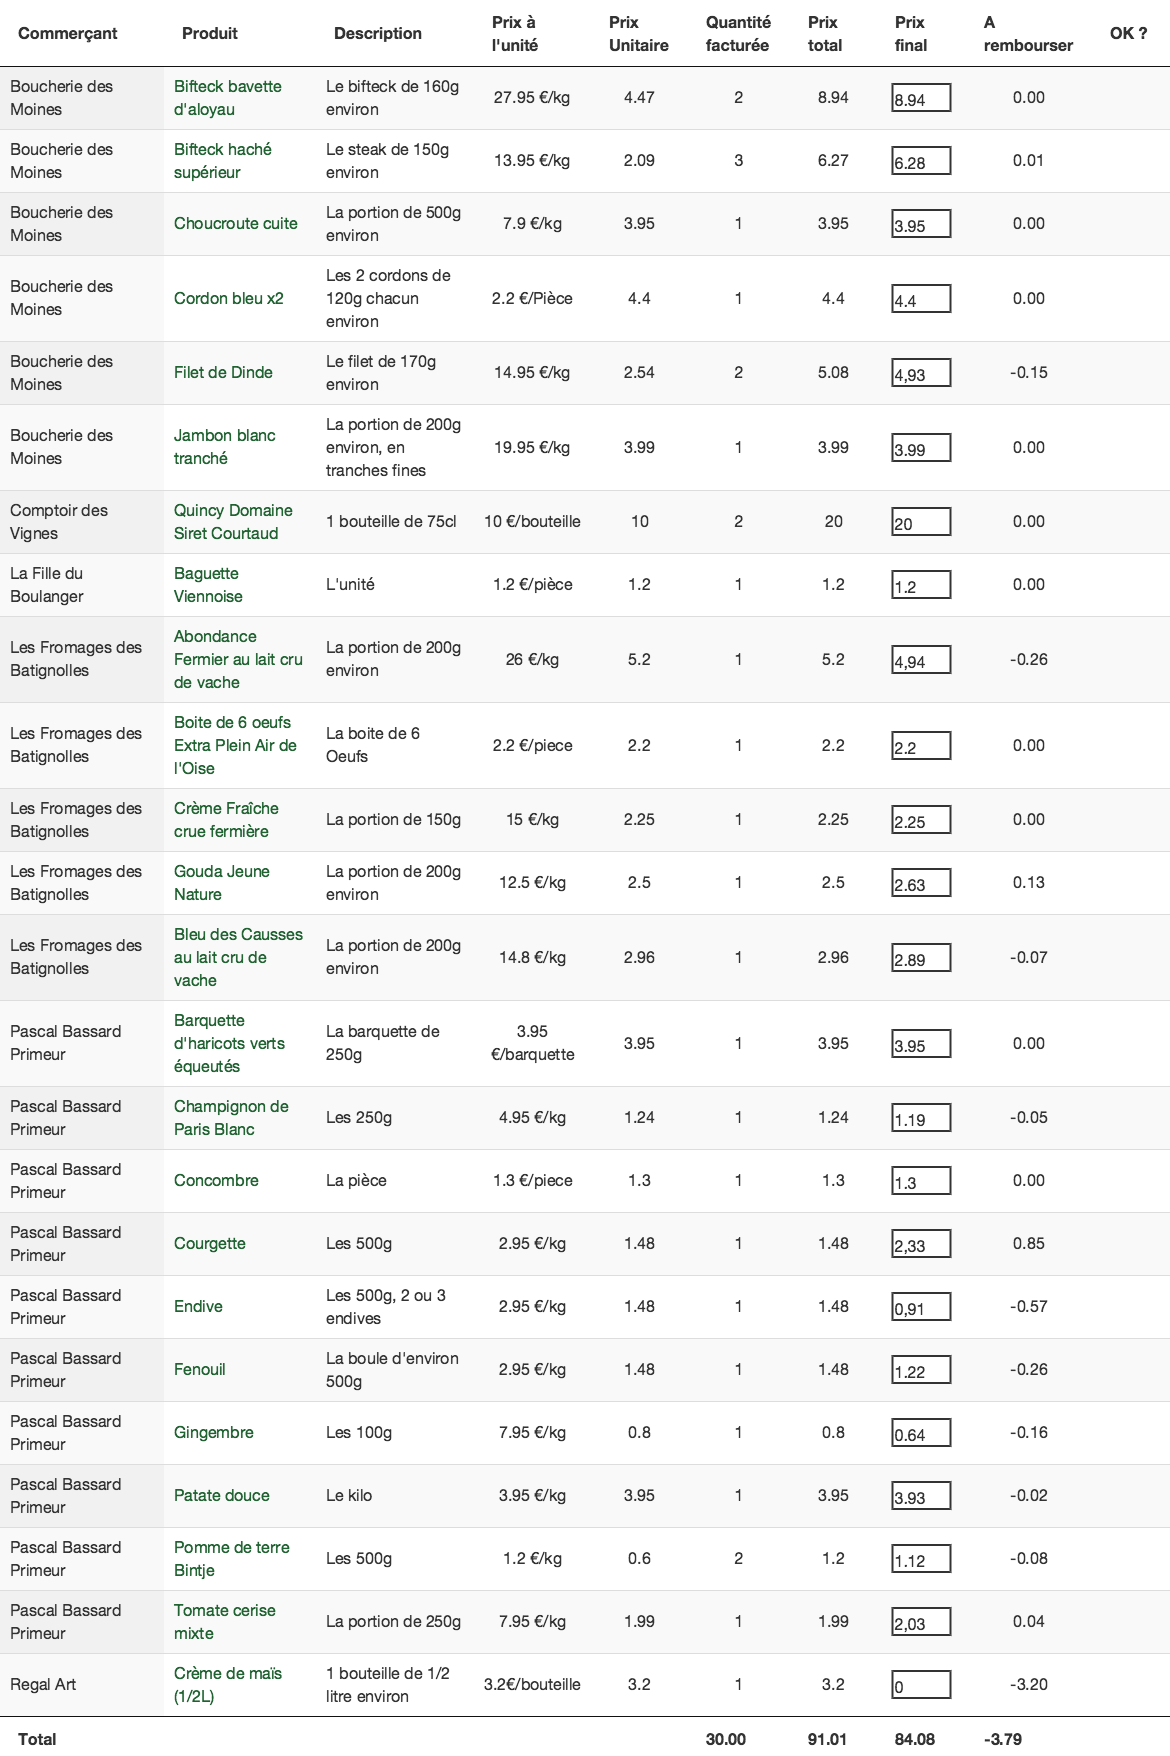 Commerçant Produit Description Prix à l'unité Prix Unitaire Quantité facturée Prix total Prix final A rembourser OK ?
Boucherie des Moines Bifteck bavette d'aloyau Le bifteck de 160g environ 27.95 €/kg 4.47 2 8.94 8.94 0.00
Boucherie des Moines Bifteck haché supérieur Le steak de 150g environ 13.95 €/kg 2.09 3 6.27 6.28 0.01
Boucherie des Moines Choucroute cuite La portion de 500g environ 7.9 €/kg 3.95 1 3.95 3.95 0.00
Boucherie des Moines Cordon bleu x2 Les 2 cordons de 120g chacun environ 2.2 €/Pièce 4.4 1 4.4 4.4 0.00
Boucherie des Moines Filet de Dinde Le filet de 170g environ 14.95 €/kg 2.54 2 5.08 4,93 -0.15
Boucherie des Moines Jambon blanc tranché La portion de 200g environ, en tranches fines 19.95 €/kg 3.99 1 3.99 3.99 0.00
Comptoir des Vignes Quincy Domaine Siret Courtaud 1 bouteille de 75cl 10 €/bouteille 10 2 20 20 0.00
La Fille du Boulanger Baguette Viennoise L'unité 1.2 €/pièce 1.2 1 1.2 1.2 0.00
Les Fromages des Batignolles Abondance Fermier au lait cru de vache La portion de 200g environ 26 €/kg 5.2 1 5.2 4,94 -0.26
Les Fromages des Batignolles Boite de 6 oeufs Extra Plein Air de l'Oise La boite de 6 Oeufs 2.2 €/piece 2.2 1 2.2 2.2 0.00
Les Fromages des Batignolles Crème Fraîche crue fermière La portion de 150g 15 €/kg 2.25 1 2.25 2.25 0.00
Les Fromages des Batignolles Gouda Jeune Nature La portion de 200g environ 12.5 €/kg 2.5 1 2.5 2.63 0.13
Les Fromages des Batignolles Bleu des Causses au lait cru de vache La portion de 200g environ 14.8 €/kg 2.96 1 2.96 2.89 -0.07
Pascal Bassard Primeur Barquette d'haricots verts équeutés La barquette de 250g 3.95 €/barquette 3.95 1 3.95 3.95 0.00
Pascal Bassard Primeur Champignon de Paris Blanc Les 250g 4.95 €/kg 1.24 1 1.24 1.19 -0.05
Pascal Bassard Primeur Concombre La pièce 1.3 €/piece 1.3 1 1.3 1.3 0.00
Pascal Bassard Primeur Courgette Les 500g 2.95 €/kg 1.48 1 1.48 2,33 0.85
Pascal Bassard Primeur Endive Les 500g, 2 ou 3 endives 2.95 €/kg 1.48 1 1.48 0,91 -0.57
Pascal Bassard Primeur Fenouil La boule d'environ 500g 2.95 €/kg 1.48 1 1.48 1.22 -0.26
Pascal Bassard Primeur Gingembre Les 100g 7.95 €/kg 0.8 1 0.8 0.64 -0.16
Pascal Bassard Primeur Patate douce Le kilo 3.95 €/kg 3.95 1 3.95 3.93 -0.02
Pascal Bassard Primeur Pomme de terre Bintje Les 500g 1.2 €/kg 0.6 2 1.2 1.12 -0.08
Pascal Bassard Primeur Tomate cerise mixte La portion de 250g 7.95 €/kg 1.99 1 1.99 2,03 0.04
Regal Art Crème de maïs (1/2L) 1 bouteille de 1/2 litre environ 3.2€/bouteille 3.2 1 3.2 0 -3.20
Total 30.00 91.01 84.08 -3.79